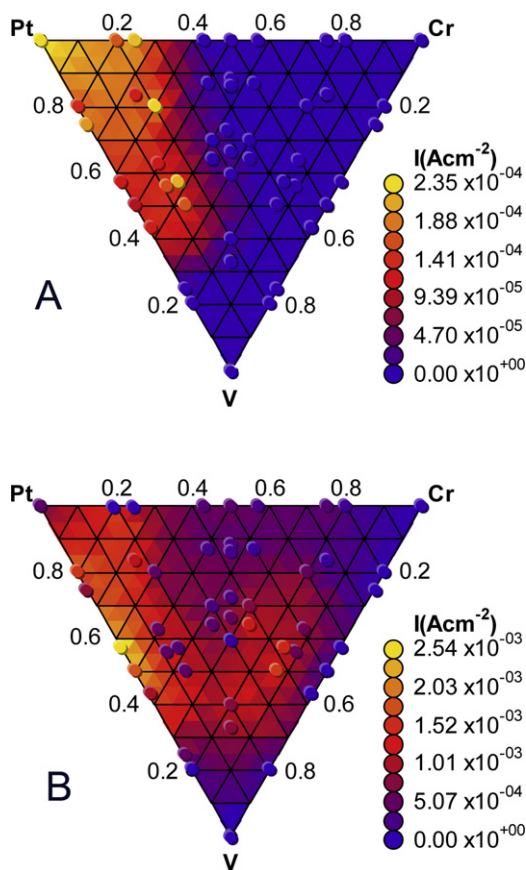 Pt 0.2 0.4 0.6 0.8 Cr
0.8 0.2
I(Acm⁻²)
0.6 2.35 x10⁻⁰⁴
1.88 x10⁻⁰⁴
0.4 0.6 1.41 x10⁻⁰⁴
A 0.2 0.8 9.39 x10⁻⁰⁵
4.70 x10⁻⁰⁵
0.00 x10⁺⁰⁰
V
Pt 0.2 0.4 0.6 0.8 Cr
0.8 0.2
I(Acm⁻²)
0.6 2.54 x10⁻⁰³
2.03 x10⁻⁰³
0.4 0.6 1.52 x10⁻⁰³
1.01 x10⁻⁰³
B 0.2 0.8 5.07 x10⁻⁰⁴
0.00 x10⁺⁰⁰
V